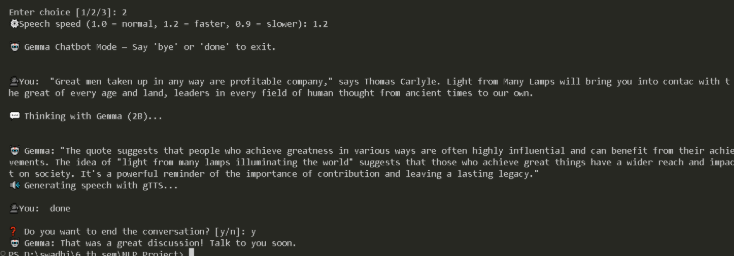 Enter choice [1/2/3]: 2
Speech speed (1.0 = normal, 1.2 = faster, 0.9 = slower): 1.2
Gemma Chatbot Mode — Say 'bye' or 'done' to exit.
You:  "Great men taken up in any way are profitable company," says Thomas Carlyle. Light from Many Lamps will bring you into contac with t
he great of every age and land, leaders in every field of human thought from ancient times to our own.
Thinking with Gemma (2B)...
Gemma: "The quote suggests that people who achieve greatness in various ways are often highly influential and can benefit from their achie
vements. The idea of "light from many lamps illuminating the world" suggests that those who achieve great things have a wider reach and impac
t on society. It's a powerful reminder of the importance of contribution and leaving a lasting legacy."
Generating speech with gTTS...
You:  done
❓ Do you want to end the conversation? [y/n]: y
Gemma: That was a great discussion! Talk to you soon.
PS D:\swadhi\6 th sem\NLP Project>